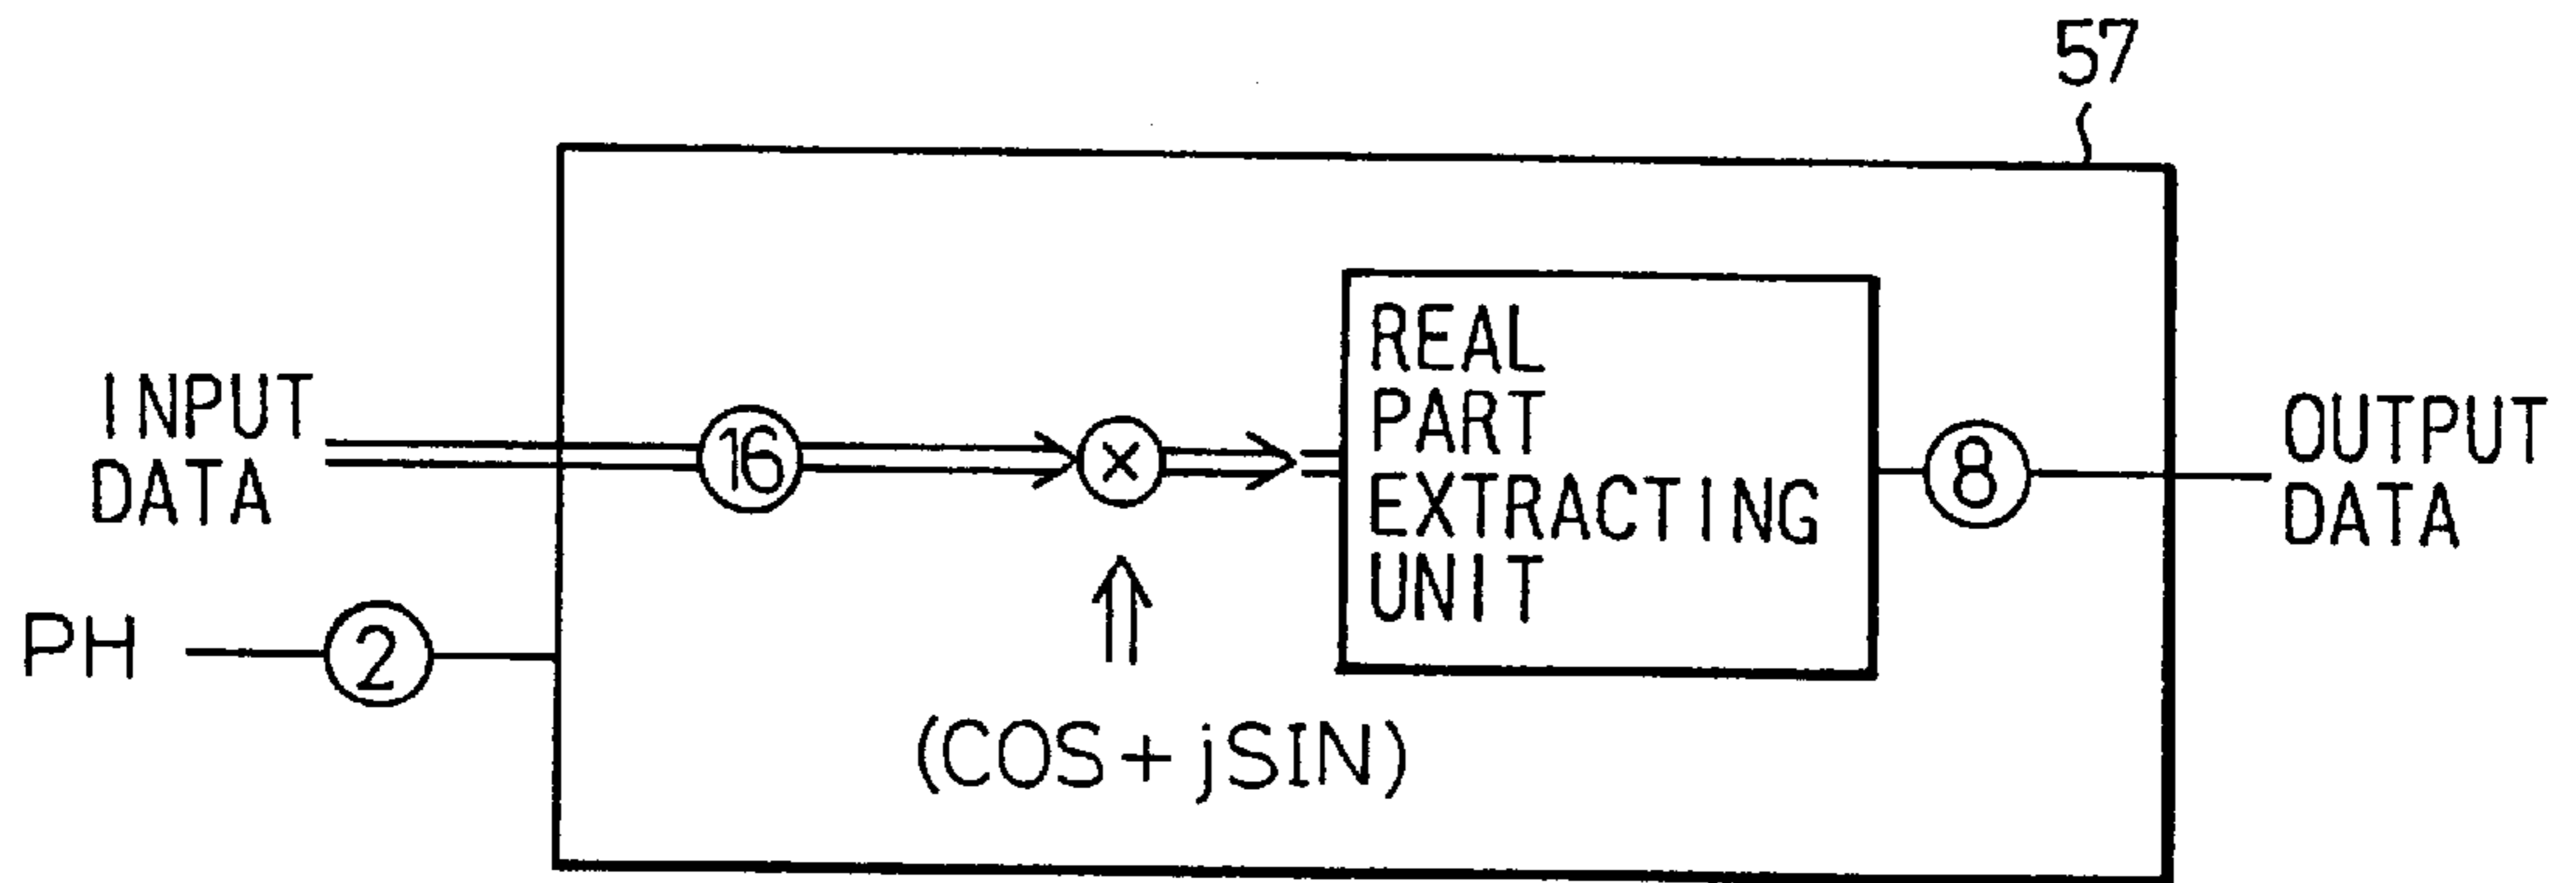 57
INPUT
DATA
16
×
REAL
PART
EXTRACTING
UNIT
8
OUTPUT
DATA
PH
2
(COS + jSIN)